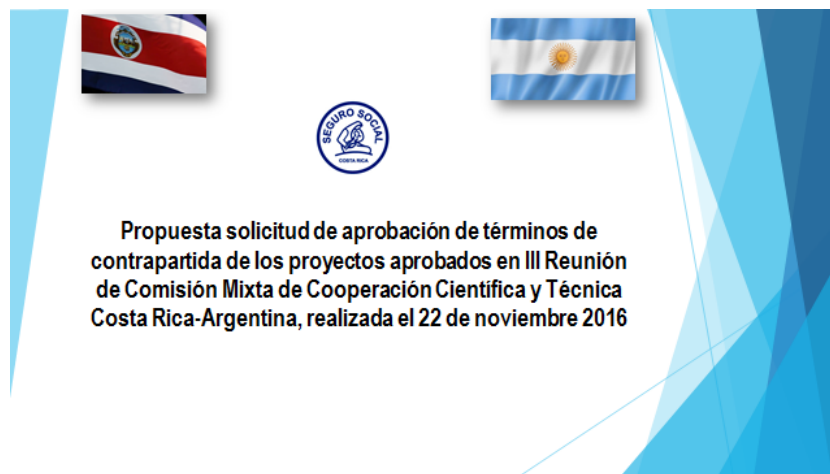 SEGURO SOCIAL
COSTA RICA
Propuesta solicitud de aprobación de términos de
contrapartida de los proyectos aprobados en III Reunión
de Comisión Mixta de Cooperación Científica y Técnica
Costa Rica-Argentina, realizada el 22 de noviembre 2016